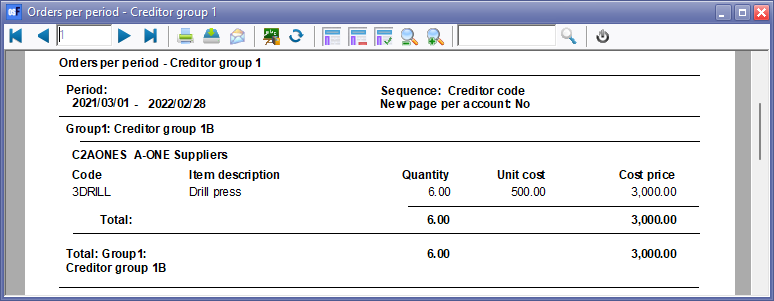 Orders per period - Creditor group 1
1
Orders per period - Creditor group 1
Period:
2021/03/01 - 2022/02/28
Sequence: Creditor code
New page per account: No
Group1: Creditor group 1B
C2AONES A-ONE Suppliers
Code Item description Quantity Unit cost Cost price
3DRILL Drill press 6.00 500.00 3,000.00
Total: 6.00 3,000.00
Total: Group1: 6.00 3,000.00
Creditor group 1B